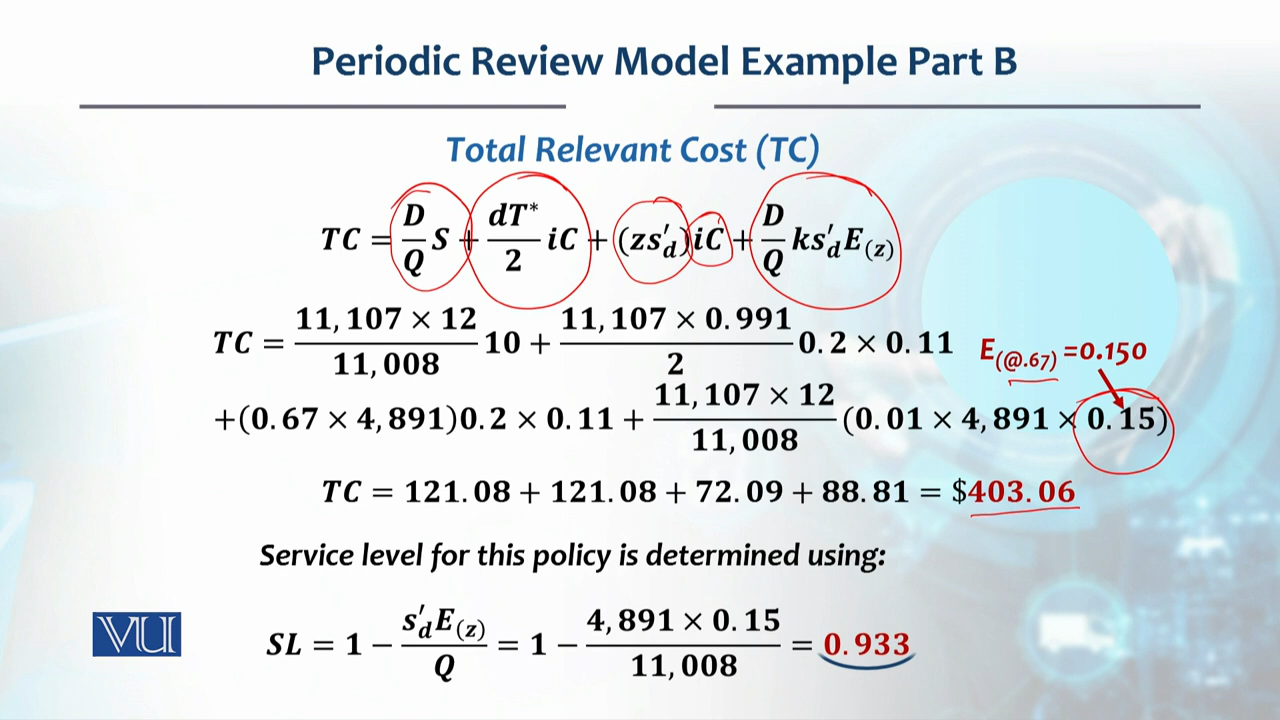 Periodic Review Model Example Part B
Total Relevant Cost (TC)
TC = D/Q S + dT*/2 iC + (zs′d)iC + D/Q ks′dE(z)
TC = 11,107 × 12/11,008 10 + 11,107 × 0.991/2 0.2 × 0.11 E(@.67) =0.150
+(0.67 × 4,891)0.2 × 0.11 + 11,107 × 12/11,008 (0.01 × 4,891 × 0.15)
TC = 121.08 + 121.08 + 72.09 + 88.81 = $403.06
Service level for this policy is determined using:
VU
SL = 1 − s′dE(z)/Q = 1 − 4,891 × 0.15/11,008 = 0.933